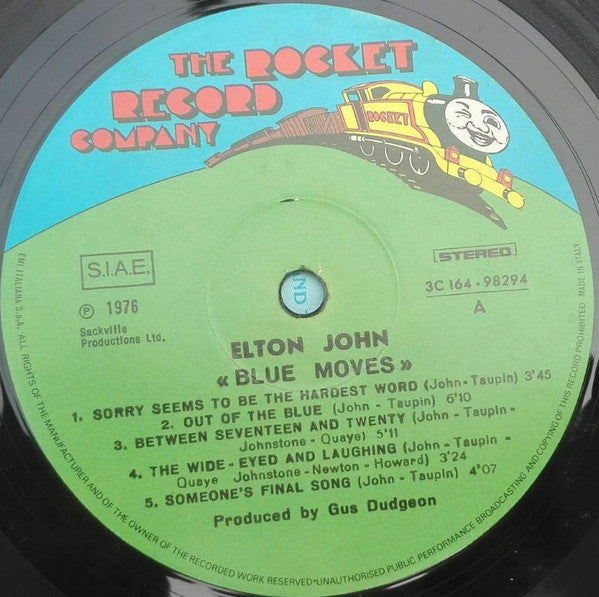 THE ROCKET
RECORD
COMPANY
ROCKET
S.I.A.E.
℗ 1976
Sackville
Productions Ltd.
STEREO
3C 164 - 98294
A
ND
ELTON JOHN
«BLUE MOVES»
1. SORRY SEEMS TO BE THE HARDEST WORD (John-Taupin) 3'45
2. OUT OF THE BLUE (John - Taupin) 6'10
3. BETWEEN SEVENTEEN AND TWENTY (John - Taupin -
Johnstone - Quaye) 5'11
4. THE WIDE-EYED AND LAUGHING (John - Taupin -
Quaye Johnstone-Newton-Howard) 3'24
5. SOMEONE'S FINAL SONG (John - Taupin) 4'07
Produced by Gus Dudgeon
EMI ITALIANA S.p.A. ALL RIGHTS OF THE MANUFACTURER AND OF THE OWNER OF THE RECORDED WORK RESERVED·UNAUTHORISED PUBLIC PERFORMANCE BROADCASTING AND COPYING OF THIS RECORD PROHIBITED · MADE IN ITALY